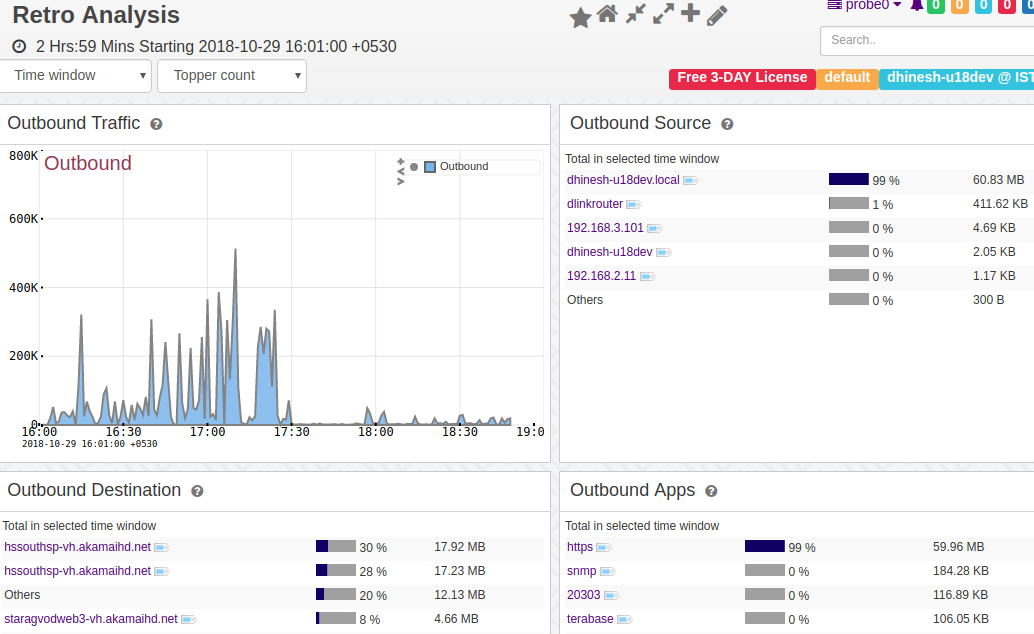 Retro Analysis
probe0
0 0 0 0 0
2 Hrs:59 Mins Starting 2018-10-29 16:01:00 +0530
Search..
Time window Topper count
Free 3-DAY License default dhinesh-u18dev @ IST
Outbound Traffic
800K
Outbound
Outbound
600K
400K
200K
0
16:00 16:30 17:00 17:30 18:00 18:30 19:0
2018-10-29 16:01:00 +0530
Outbound Source
Total in selected time window
dhinesh-u18dev.local 99 % 60.83 MB
dlinkrouter 1 % 411.62 KB
192.168.3.101 0 % 4.69 KB
dhinesh-u18dev 0 % 2.05 KB
192.168.2.11 0 % 1.17 KB
Others 0 % 300 B
Outbound Destination
Total in selected time window
hssouthsp-vh.akamaihd.net 30 % 17.92 MB
hssouthsp-vh.akamaihd.net 28 % 17.23 MB
Others 20 % 12.13 MB
staragvodweb3-vh.akamaihd.net 8 % 4.66 MB
Outbound Apps
Total in selected time window
https 99 % 59.96 MB
snmp 0 % 184.28 KB
20303 0 % 116.89 KB
terabase 0 % 106.05 KB